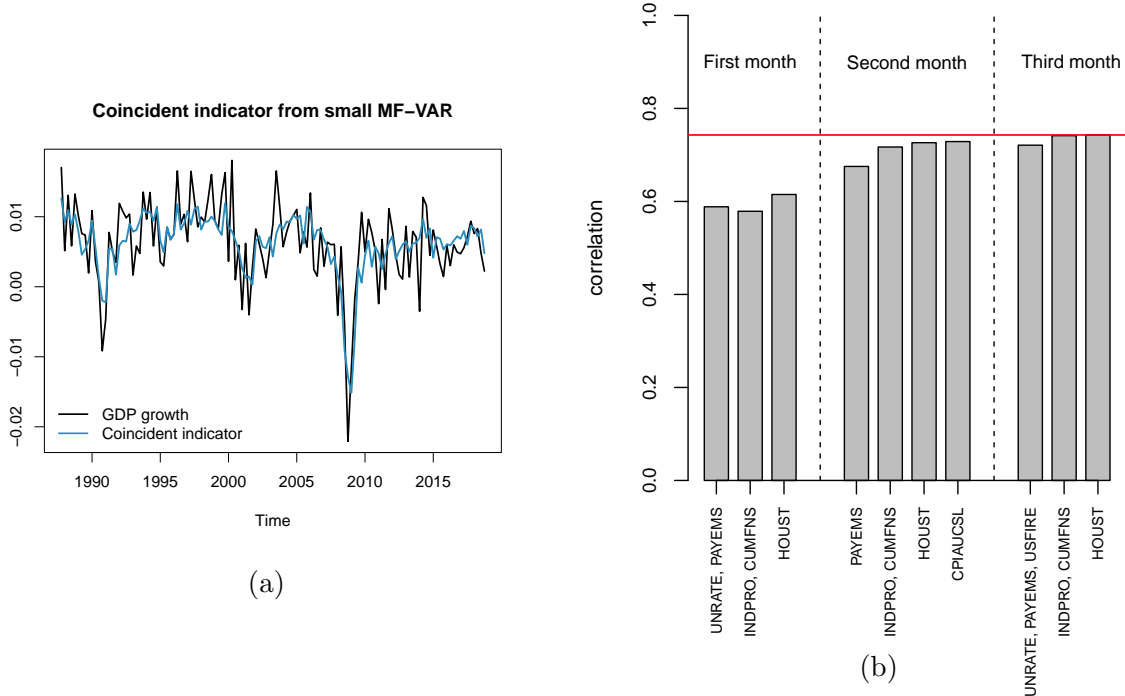 Coincident indicator from small MF−VAR
0.01
0.00
−0.01
−0.02
GDP growth
Coincident indicator
1990 1995 2000 2005 2010 2015
Time
(a)
correlation
1.0
0.8
0.6
0.4
0.2
0.0
First month Second month Third month
UNRATE, PAYEMS
INDPRO, CUMFNS
HOUST
PAYEMS
INDPRO, CUMFNS
HOUST
CPIAUCSL
UNRATE, PAYEMS, USFIRE
INDPRO, CUMFNS
HOUST
(b)